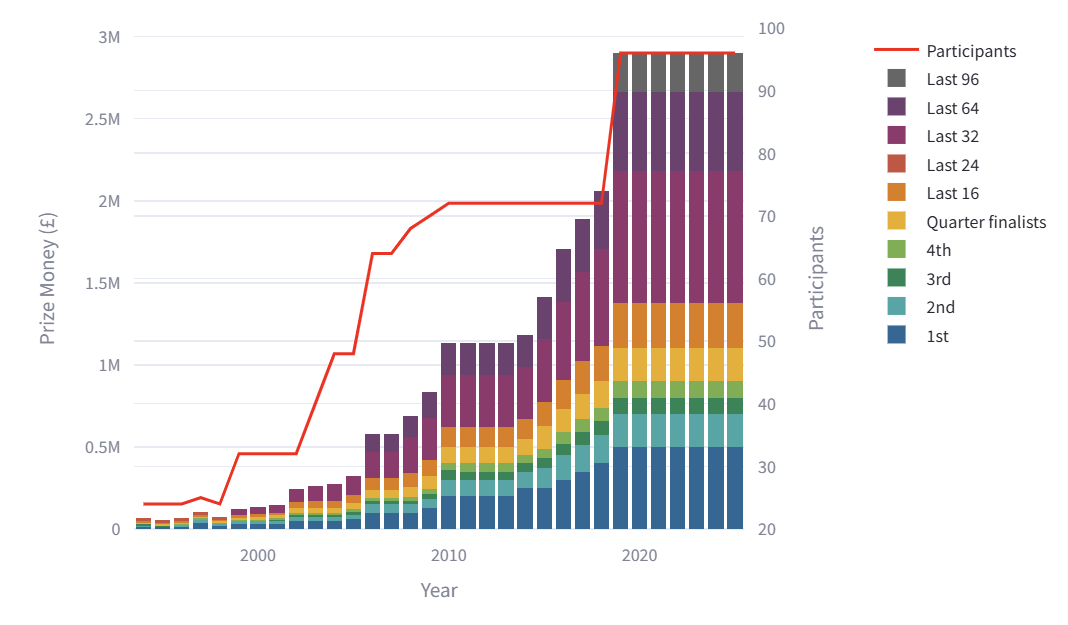 3M
2.5M
2M
1.5M
1M
0.5M
0
Prize Money (£)
100
90
80
70
60
50
40
30
20
Participants
2000
2010
2020
Year
Participants
Last 96
Last 64
Last 32
Last 24
Last 16
Quarter finalists
4th
3rd
2nd
1st